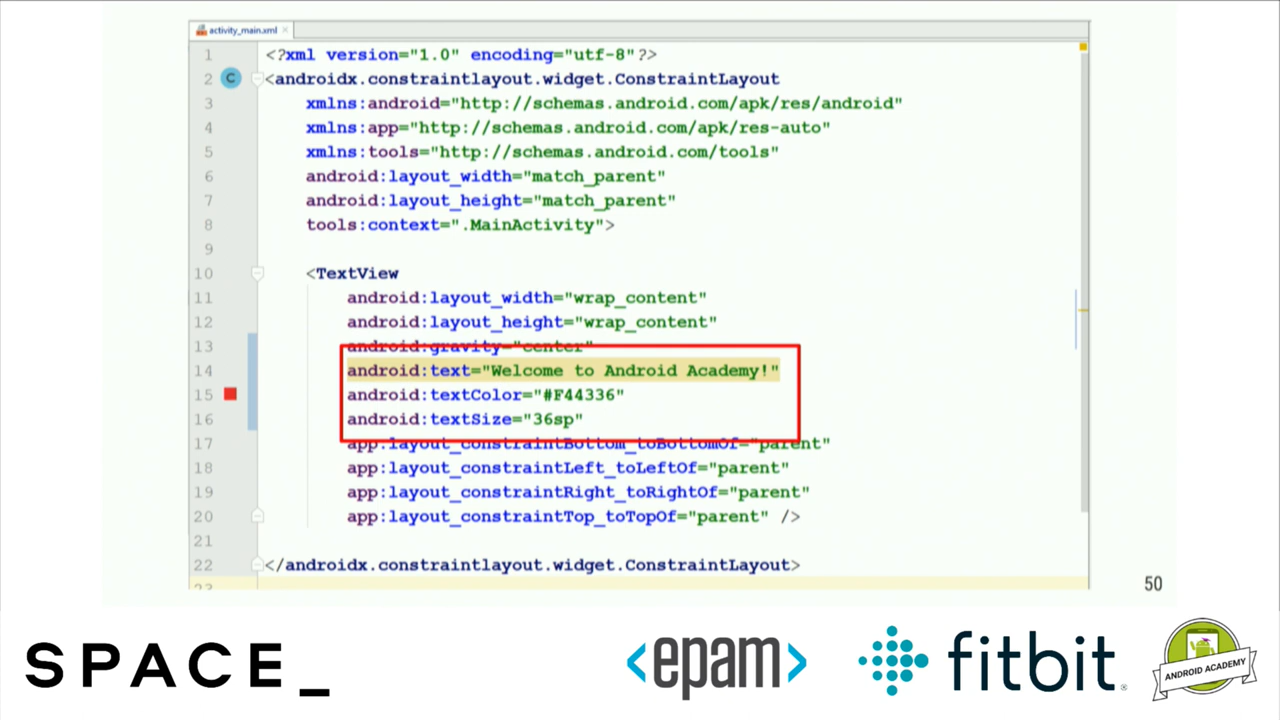 activity_main.xml
1 <?xml version="1.0" encoding="utf-8"?>
2 C <androidx.constraintlayout.widget.ConstraintLayout
3 xmlns:android="http://schemas.android.com/apk/res/android"
4 xmlns:app="http://schemas.android.com/apk/res-auto"
5 xmlns:tools="http://schemas.android.com/tools"
6 android:layout_width="match_parent"
7 android:layout_height="match_parent"
8 tools:context=".MainActivity">
9
10 <TextView
11 android:layout_width="wrap_content"
12 android:layout_height="wrap_content"
13 android:gravity="center"
14 android:text="Welcome to Android Academy!"
15 android:textColor="#F44336"
16 android:textSize="36sp"
17 app:layout_constraintBottom_toBottomOf="parent"
18 app:layout_constraintLeft_toLeftOf="parent"
19 app:layout_constraintRight_toRightOf="parent"
20 app:layout_constraintTop_toTopOf="parent" />
21
22 </androidx.constraintlayout.widget.ConstraintLayout>
23
50
SPACE_
<epam>
fitbit®
ANDROID ACADEMY